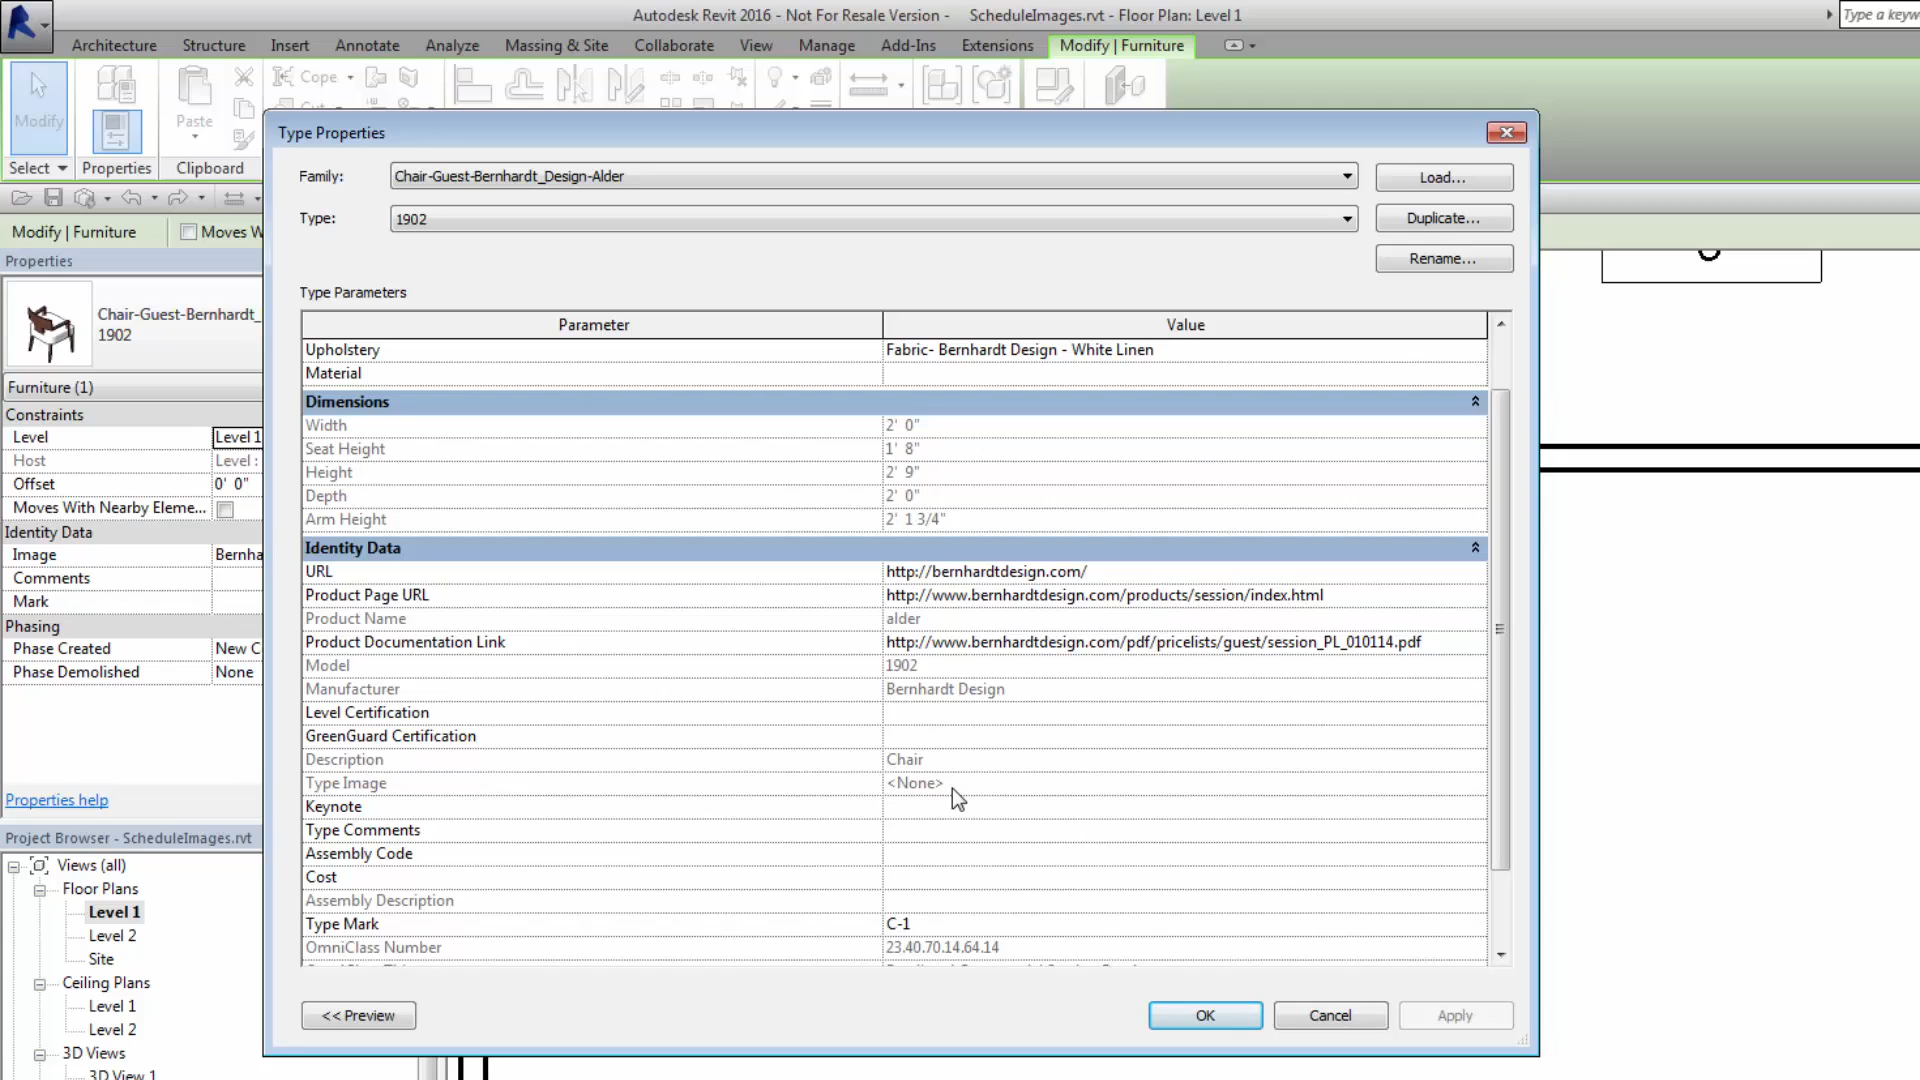 Autodesk Revit 2016 - Not For Resale Version - ScheduleImages.rvt - Floor Plan: Level 1
Type a keyw
Architecture Structure Insert Annotate Analyze Massing & Site Collaborate View Manage Add-Ins Extensions Modify | Furniture
Modify
Paste
Cope
Cut
Select Properties Clipboard
Modify | Furniture Moves W
Properties
Chair-Guest-Bernhardt_
1902
Furniture (1)
Constraints
Level Level 1
Host Level :
Offset 0' 0"
Moves With Nearby Eleme...
Identity Data
Image Bernha
Comments
Mark
Phasing
Phase Created New C
Phase Demolished None
Properties help
Project Browser - ScheduleImages.rvt
Views (all)
Floor Plans
Level 1
Level 2
Site
Ceiling Plans
Level 1
Level 2
3D Views
3D View 1
Type Properties
Family: Chair-Guest-Bernhardt_Design-Alder Load...
Type: 1902 Duplicate...
Rename...
Type Parameters
Parameter Value
Upholstery Fabric- Bernhardt Design - White Linen
Material
Dimensions
Width 2' 0"
Seat Height 1' 8"
Height 2' 9"
Depth 2' 0"
Arm Height 2' 1 3/4"
Identity Data
URL http://bernhardtdesign.com/
Product Page URL http://www.bernhardtdesign.com/products/session/index.html
Product Name alder
Product Documentation Link http://www.bernhardtdesign.com/pdf/pricelists/guest/session_PL_010114.pdf
Model 1902
Manufacturer Bernhardt Design
Level Certification
GreenGuard Certification
Description Chair
Type Image <None>
Keynote
Type Comments
Assembly Code
Cost
Assembly Description
Type Mark C-1
OmniClass Number 23.40.70.14.64.14
<< Preview OK Cancel Apply